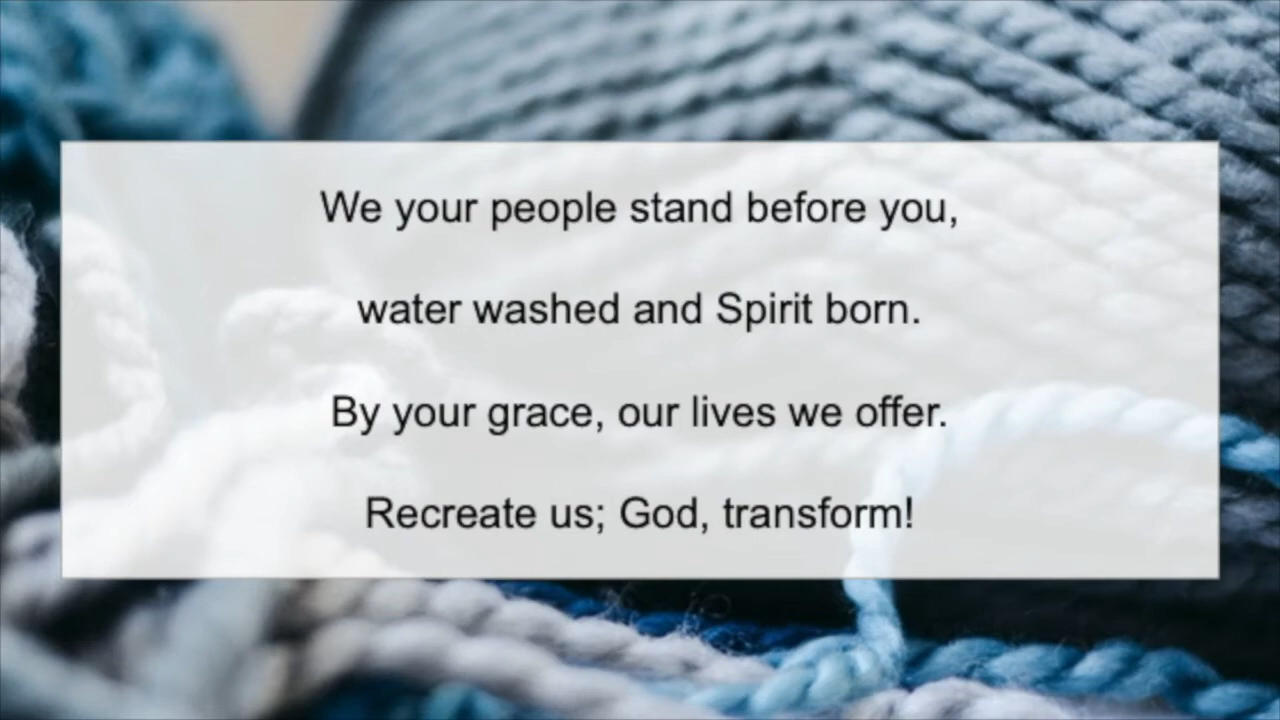 We your people stand before you,
water washed and Spirit born.
By your grace, our lives we offer.
Recreate us; God, transform!